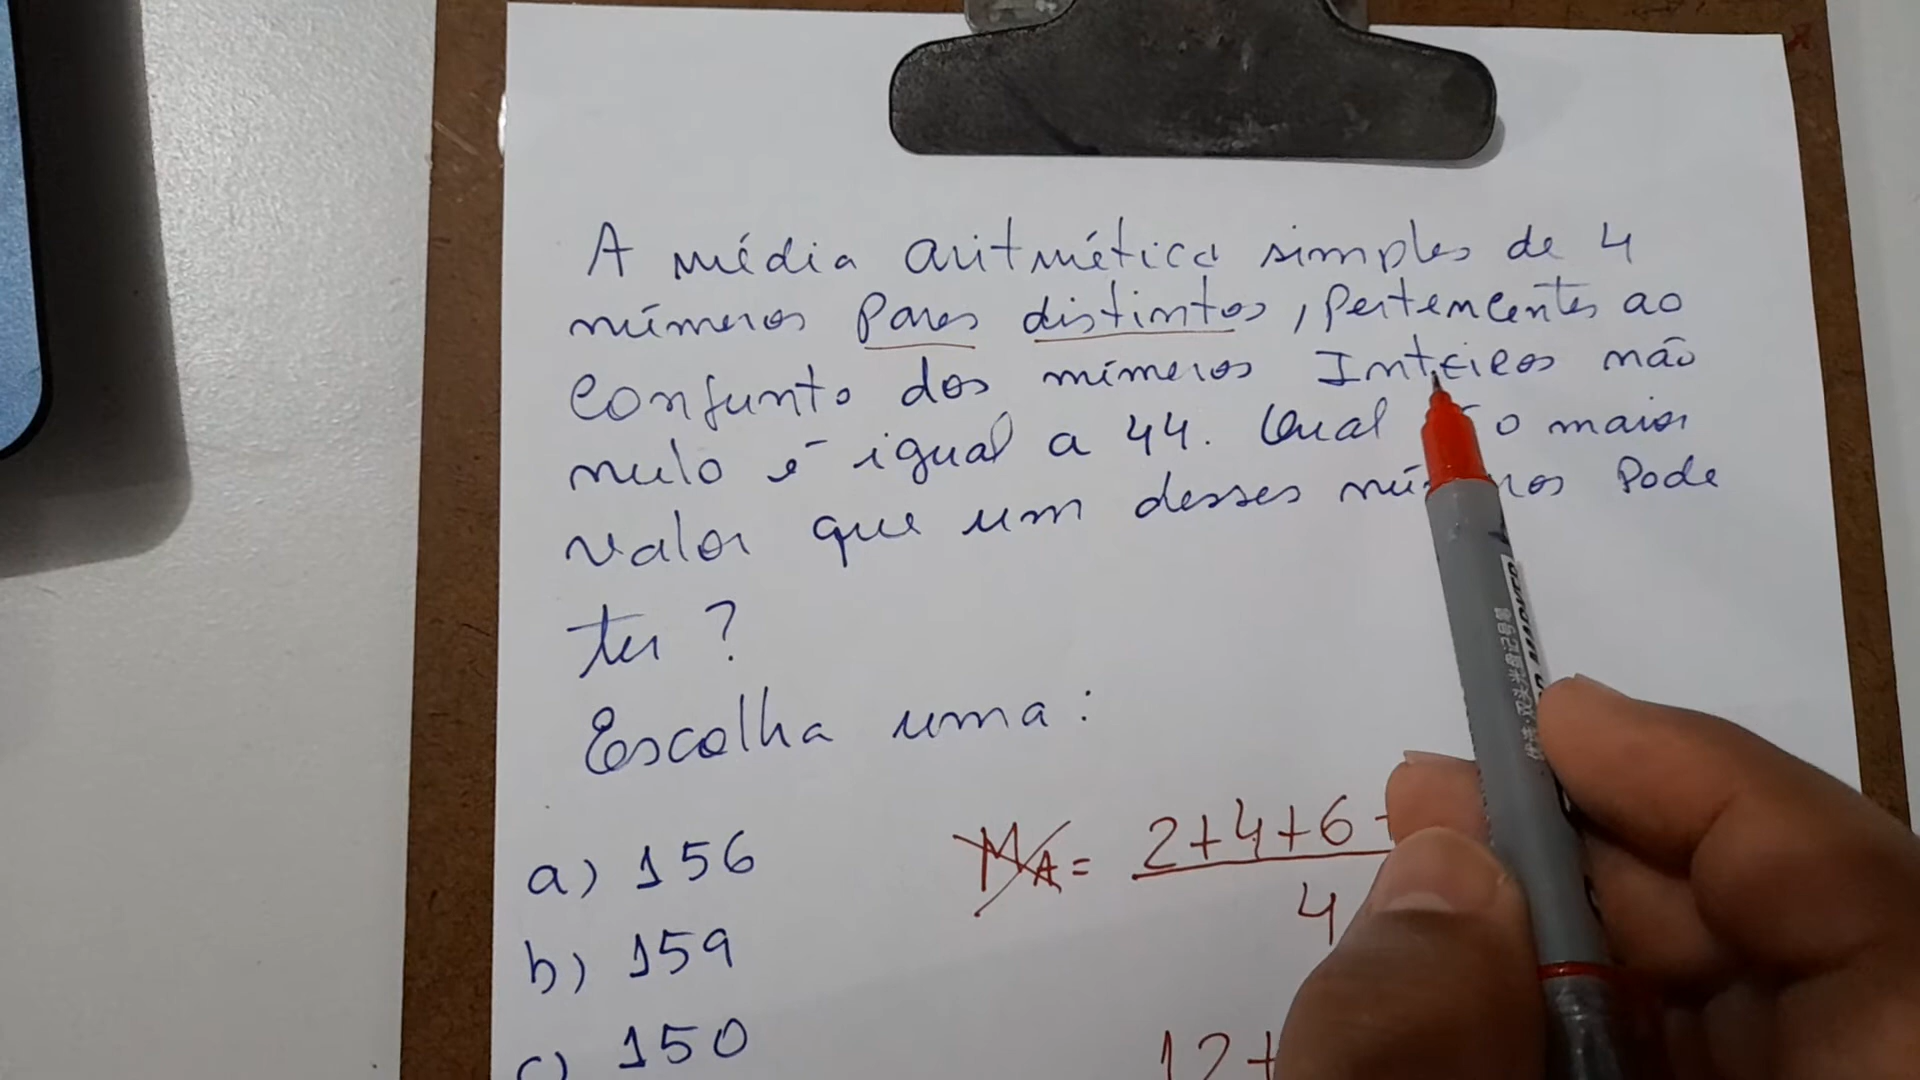 A média aritmética simples de 4
números Pares distintos, Pertencentes ao
conjunto dos números Inteiros não
nulo é igual a 44. Qual o maior
valor que um desses Pode
ter ?
Escolha uma :
a) 156
MA = 2+4+6
4
b) 159
c) 150
12+